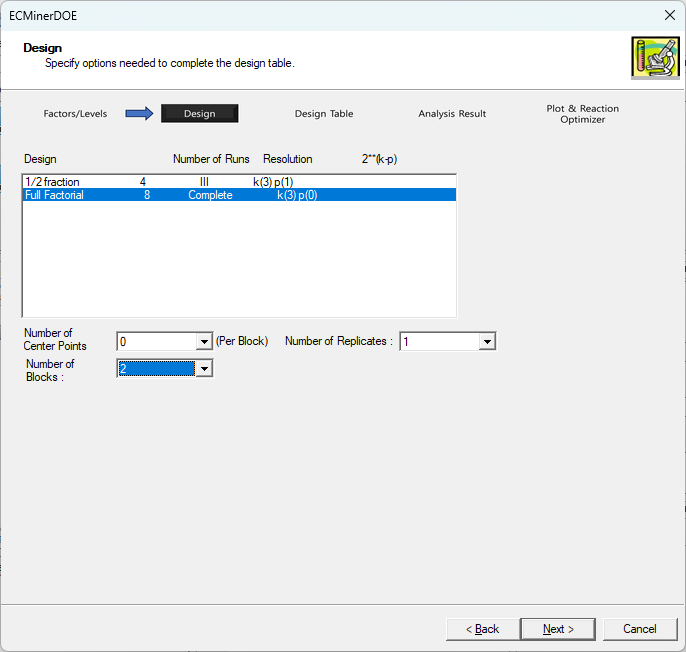 ECMinerDOE
Design
Specify options needed to complete the design table.
Factors/Levels Design Design Table Analysis Result Plot & Reaction Optimizer
Design Number of Runs Resolution 2**(k-p)
1/2 fraction 4 III k(3) p(1)
Full Factorial 8 Complete k(3) p(0)
Number of Center Points 0 (Per Block) Number of Replicates : 1
Number of Blocks : 2
< Back Next > Cancel